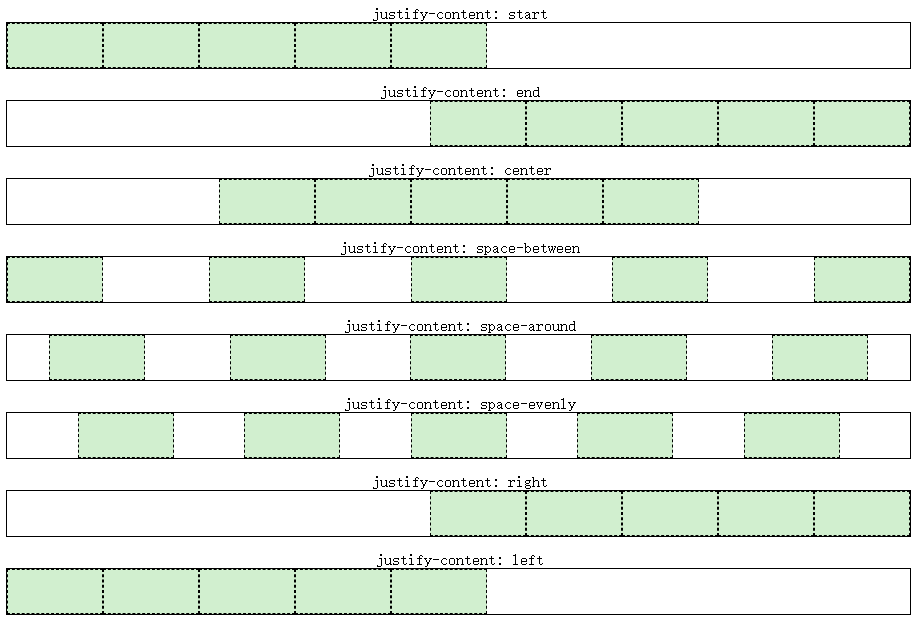 justify-content: start
justify-content: end
justify-content: center
justify-content: space-between
justify-content: space-around
justify-content: space-evenly
justify-content: right
justify-content: left